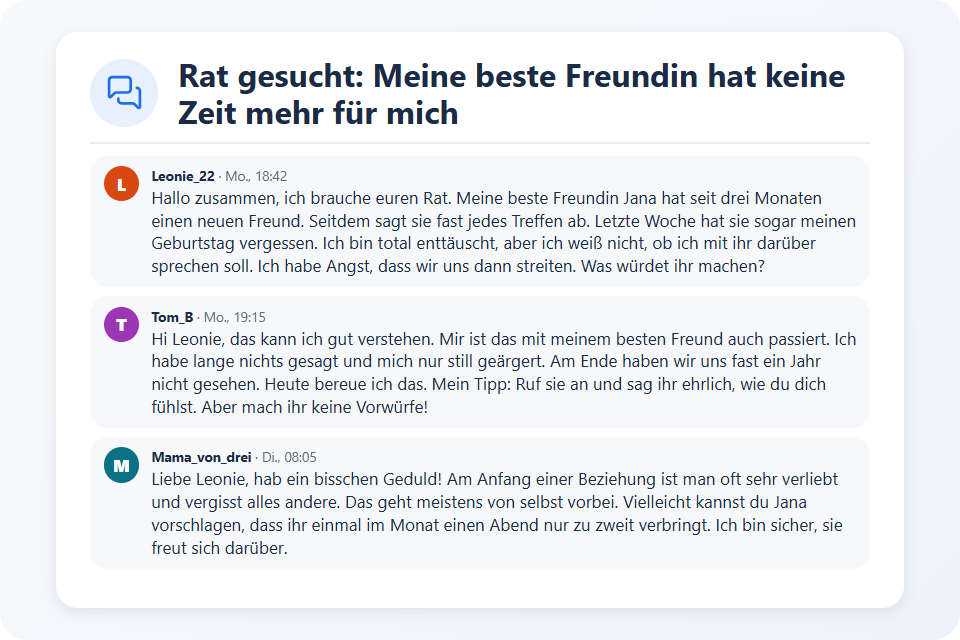 Rat gesucht: Meine beste Freundin hat keine
Zeit mehr für mich
L
Leonie_22 · Mo., 18:42
Hallo zusammen, ich brauche euren Rat. Meine beste Freundin Jana hat seit drei Monaten
einen neuen Freund. Seitdem sagt sie fast jedes Treffen ab. Letzte Woche hat sie sogar meinen
Geburtstag vergessen. Ich bin total enttäuscht, aber ich weiß nicht, ob ich mit ihr darüber
sprechen soll. Ich habe Angst, dass wir uns dann streiten. Was würdet ihr machen?
T
Tom_B · Mo., 19:15
Hi Leonie, das kann ich gut verstehen. Mir ist das mit meinem besten Freund auch passiert. Ich
habe lange nichts gesagt und mich nur still geärgert. Am Ende haben wir uns fast ein Jahr
nicht gesehen. Heute bereue ich das. Mein Tipp: Ruf sie an und sag ihr ehrlich, wie du dich
fühlst. Aber mach ihr keine Vorwürfe!
M
Mama_von_drei · Di., 08:05
Liebe Leonie, hab ein bisschen Geduld! Am Anfang einer Beziehung ist man oft sehr verliebt
und vergisst alles andere. Das geht meistens von selbst vorbei. Vielleicht kannst du Jana
vorschlagen, dass ihr einmal im Monat einen Abend nur zu zweit verbringt. Ich bin sicher, sie
freut sich darüber.